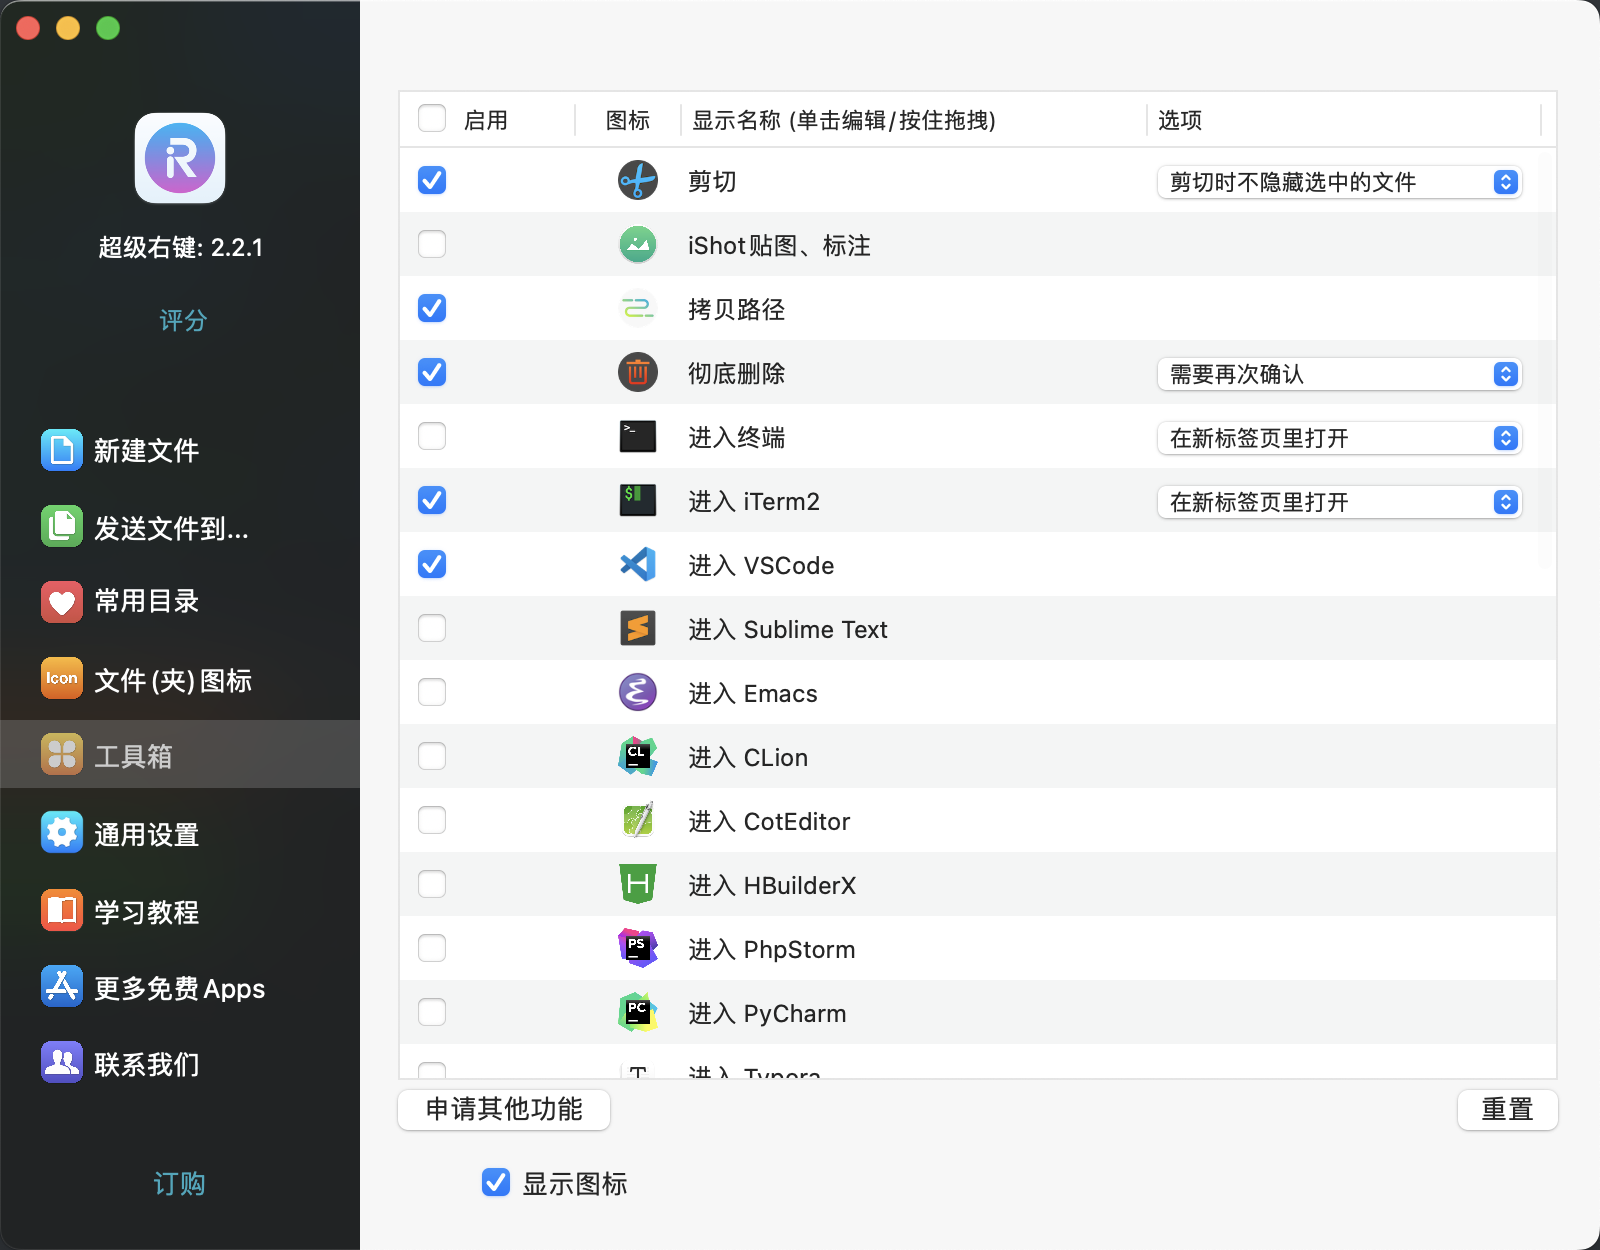 超级右键: 2.2.1
评分
新建文件
发送文件到...
常用目录
Icon 文件(夹)图标
工具箱
通用设置
学习教程
更多免费Apps
联系我们
订购
启用 图标 显示名称 (单击编辑/按住拖拽) 选项
剪切 剪切时不隐藏选中的文件
iShot贴图、标注
拷贝路径
彻底删除 需要再次确认
>_ 进入终端 在新标签页里打开
$ 进入 iTerm2 在新标签页里打开
进入 VSCode
进入 Sublime Text
进入 Emacs
CL 进入 CLion
进入 CotEditor
H 进入 HBuilderX
PS 进入 PhpStorm
PC 进入 PyCharm
T 进入 Typora
申请其他功能 重置
显示图标